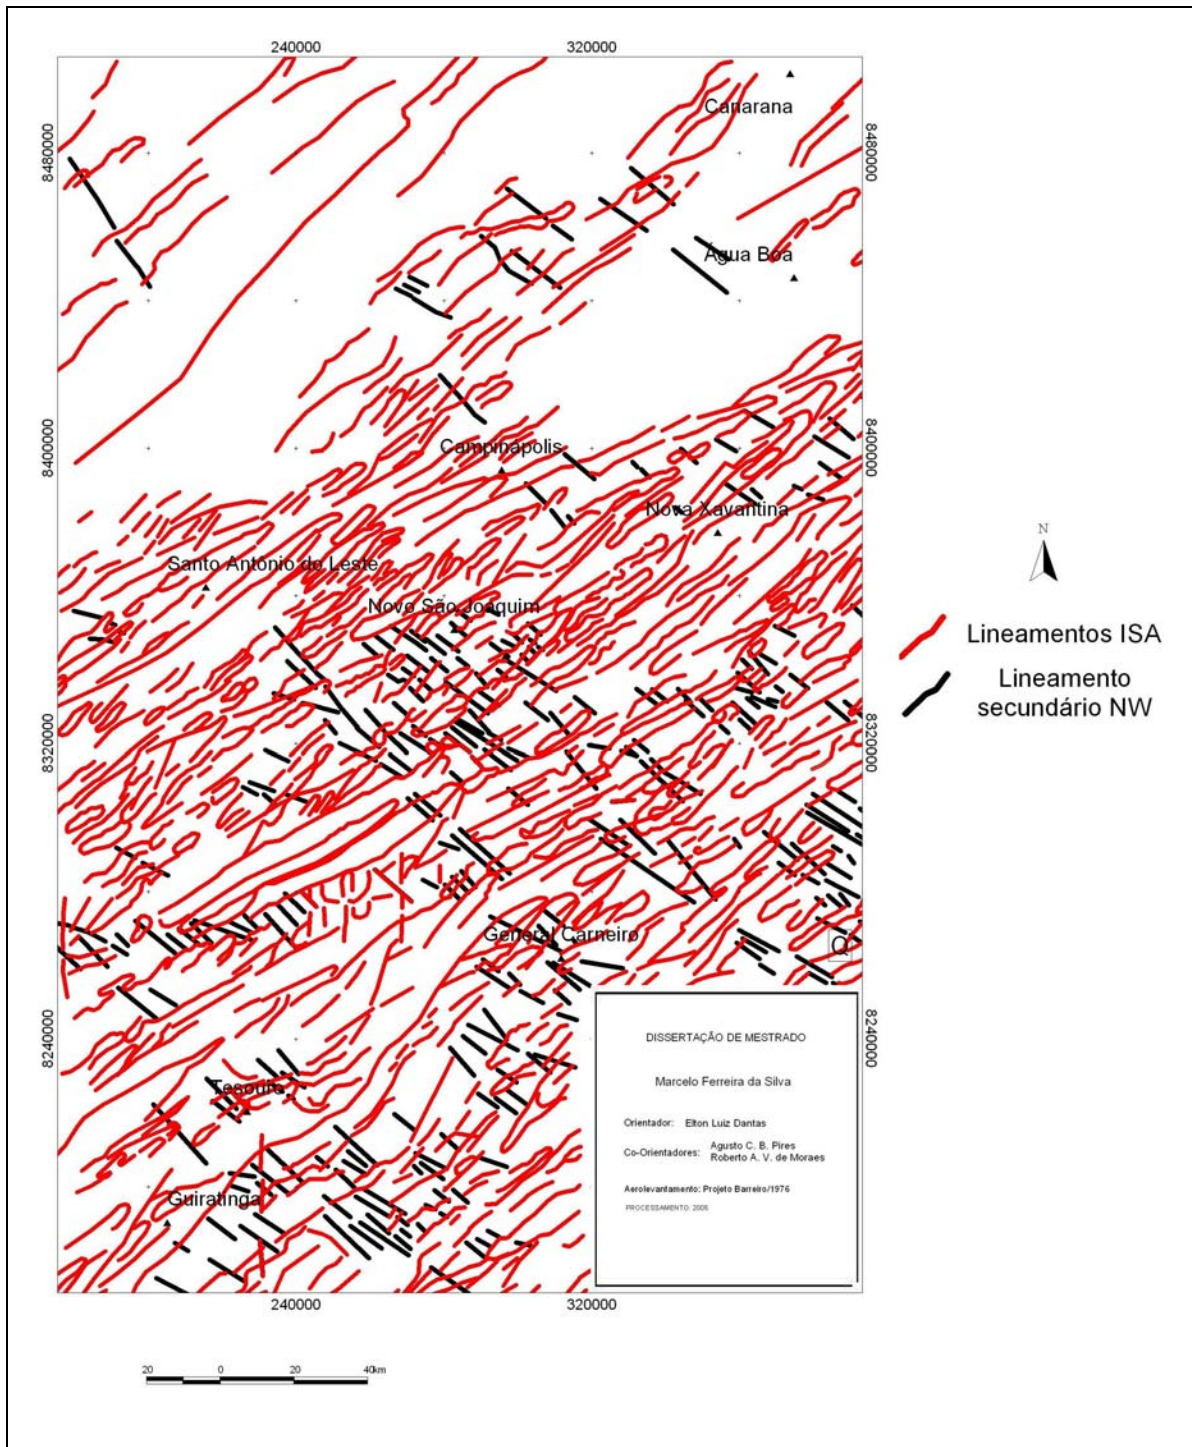 240000 320000
Canarana
8480000 8480000
Água Boa
8400000 8400000
Campinápolis
Nova Xavantina
N
Santo Antônio do Leste
Novo São Joaquim
Lineamentos ISA
Lineamento
secundário NW
8320000 8320000
General Carneiro
Q
8240000 8240000
DISSERTAÇÃO DE MESTRADO
Marcelo Ferreira da Silva
Orientador: Elton Luiz Dantas
Co-Orientadores: Agusto C. B. Pires
Roberto A. V. de Moraes
Aerolevantamento: Projeto Barreiro/1976
PROCESSAMENTO: 2005
Tesouro
Guiratinga
240000 320000
20 0 20 40km